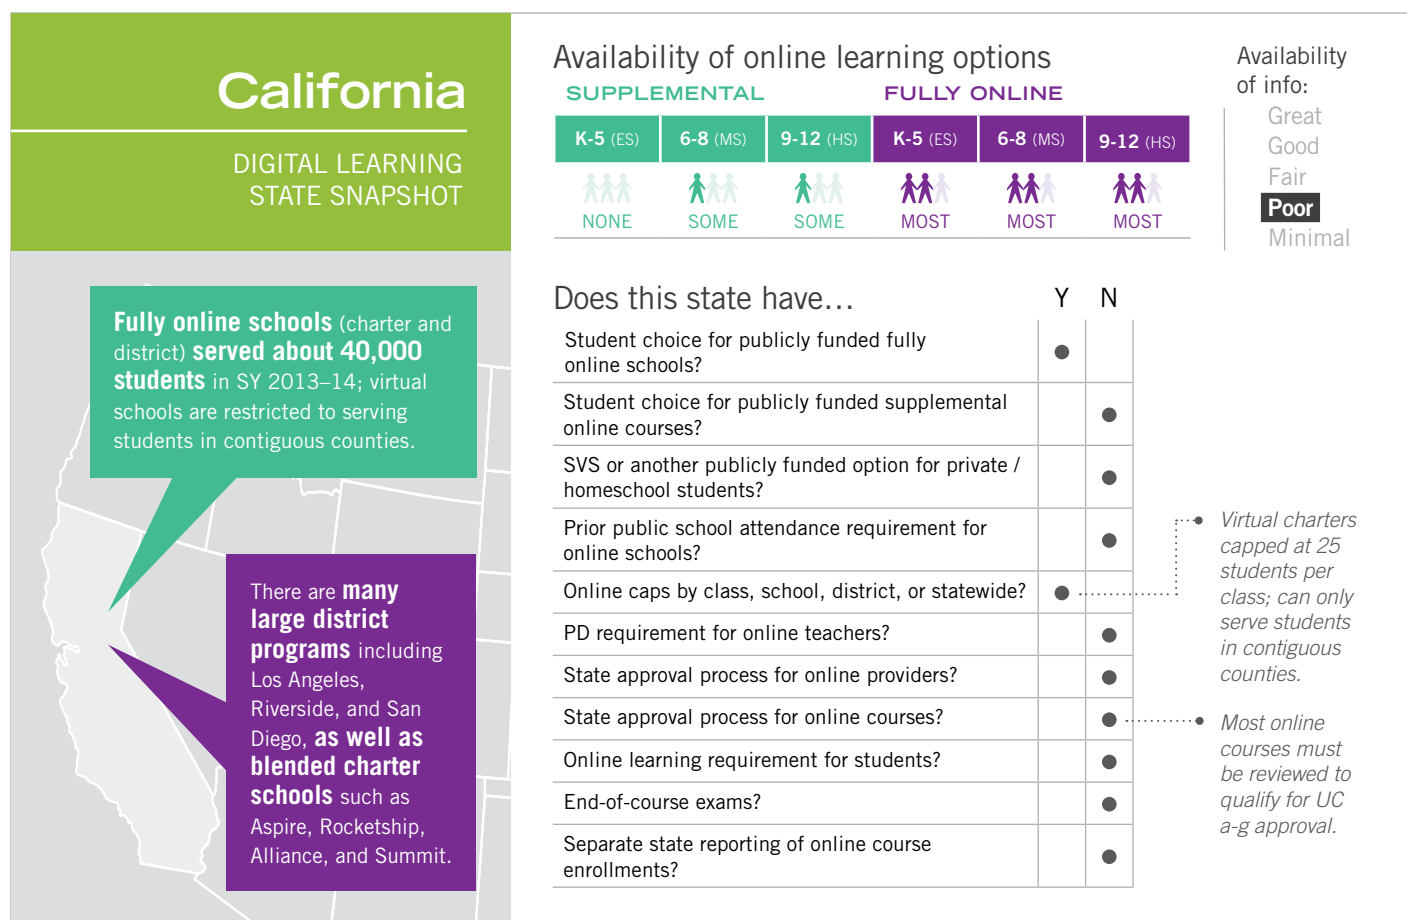 California
DIGITAL LEARNING
STATE SNAPSHOT
Fully online schools (charter and
district) served about 40,000
students in SY 2013–14; virtual
schools are restricted to serving
students in contiguous counties.
There are many
large district
programs including
Los Angeles,
Riverside, and San
Diego, as well as
blended charter
schools such as
Aspire, Rocketship,
Alliance, and Summit.
Availability of online learning options
SUPPLEMENTAL FULLY ONLINE
K-5 (ES) 6-8 (MS) 9-12 (HS) K-5 (ES) 6-8 (MS) 9-12 (HS)
NONE SOME SOME MOST MOST MOST
Availability
of info:
Great
Good
Fair
Poor
Minimal
Does this state have… Y N
Student choice for publicly funded fully
online schools?
Student choice for publicly funded supplemental
online courses?
SVS or another publicly funded option for private /
homeschool students?
Prior public school attendance requirement for
online schools?
Online caps by class, school, district, or statewide?
PD requirement for online teachers?
State approval process for online providers?
State approval process for online courses?
Online learning requirement for students?
End-of-course exams?
Separate state reporting of online course
enrollments?
Virtual charters
capped at 25
students per
class; can only
serve students
in contiguous
counties.
Most online
courses must
be reviewed to
qualify for UC
a-g approval.